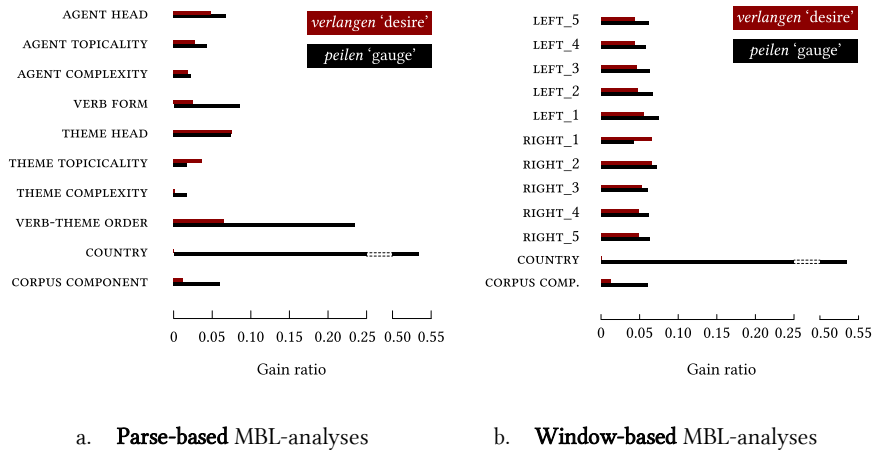 AGENT HEAD
AGENT TOPICALITY
AGENT COMPLEXITY
VERB FORM
THEME HEAD
THEME TOPICICALITY
THEME COMPLEXITY
VERB-THEME ORDER
COUNTRY
CORPUS COMPONENT
verlangen ‘desire’
peilen ‘gauge’
0 0.05 0.10 0.15 0.20 0.25 0.50 0.55
Gain ratio
a. Parse-based MBL-analyses
LEFT_5
LEFT_4
LEFT_3
LEFT_2
LEFT_1
RIGHT_1
RIGHT_2
RIGHT_3
RIGHT_4
RIGHT_5
COUNTRY
CORPUS COMP.
verlangen ‘desire’
peilen ‘gauge’
0 0.05 0.10 0.15 0.20 0.25 0.50 0.55
Gain ratio
b. Window-based MBL-analyses